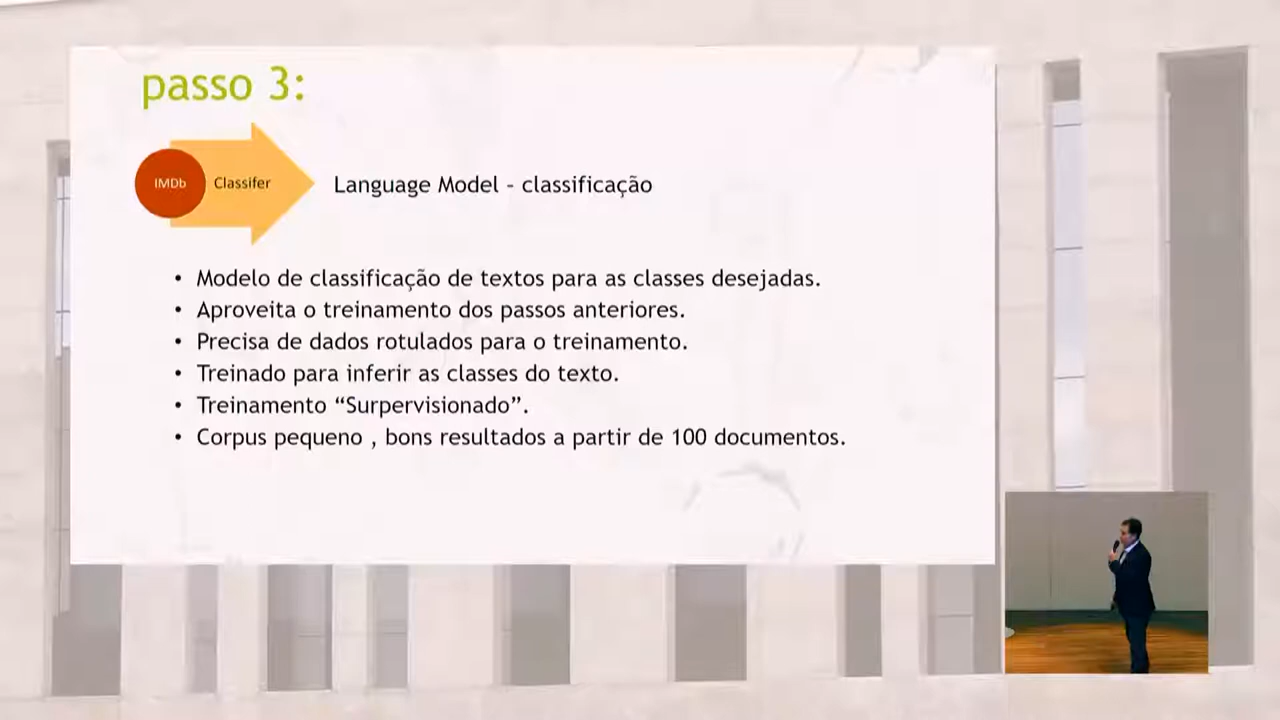 passo 3:
IMDb
Classifer
Language Model - classificação
• Modelo de classificação de textos para as classes desejadas.
• Aproveita o treinamento dos passos anteriores.
• Precisa de dados rotulados para o treinamento.
• Treinado para inferir as classes do texto.
• Treinamento “Surpervisionado”.
• Corpus pequeno , bons resultados a partir de 100 documentos.